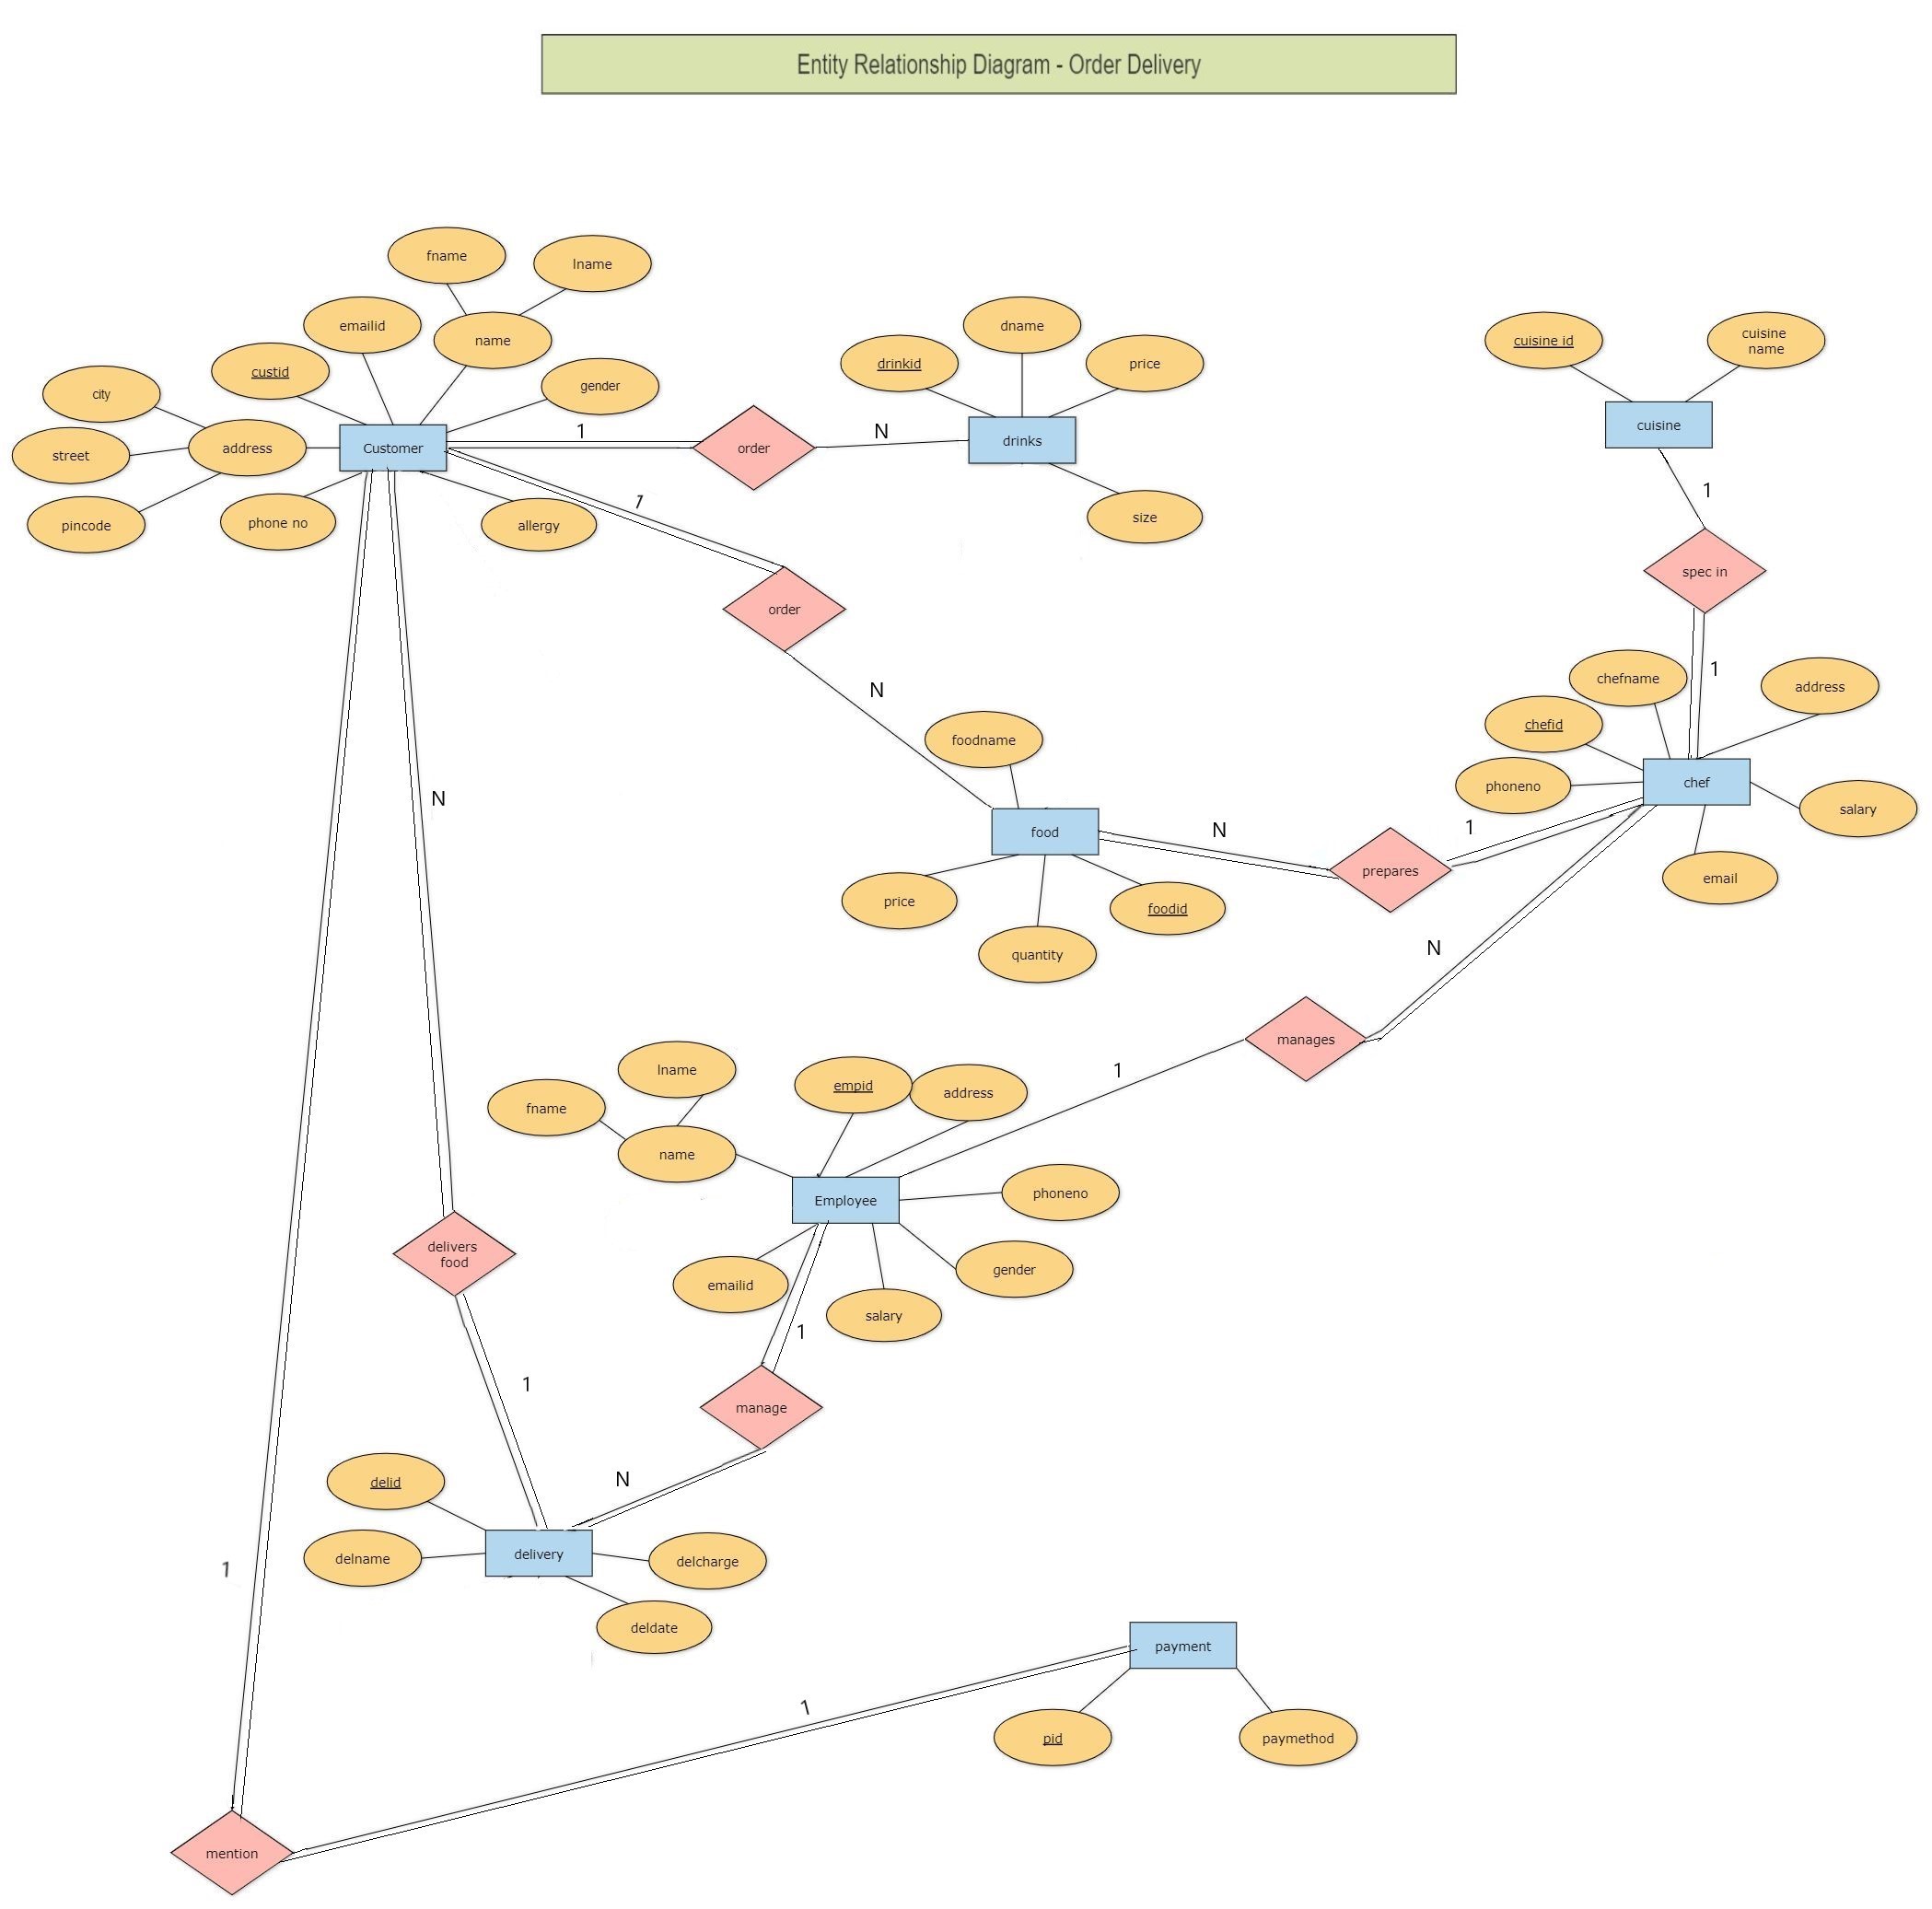 Entity Relationship Diagram - Order Delivery
fname
lname
emailid
name
custid
gender
city
address
street
pincode
phone no
allergy
Customer
1
order
N
drinkid
dname
price
drinks
size
cuisine id
cuisine
name
cuisine
1
spec in
1
1
order
N
foodname
food
price
quantity
foodid
N
prepares
1
chefname
address
chefid
phoneno
chef
salary
email
N
manages
1
N
lname
fname
name
empid
address
Employee
phoneno
gender
emailid
salary
delivers
food
1
1
manage
N
delid
delname
delivery
delcharge
deldate
1
payment
pid
paymethod
1
mention